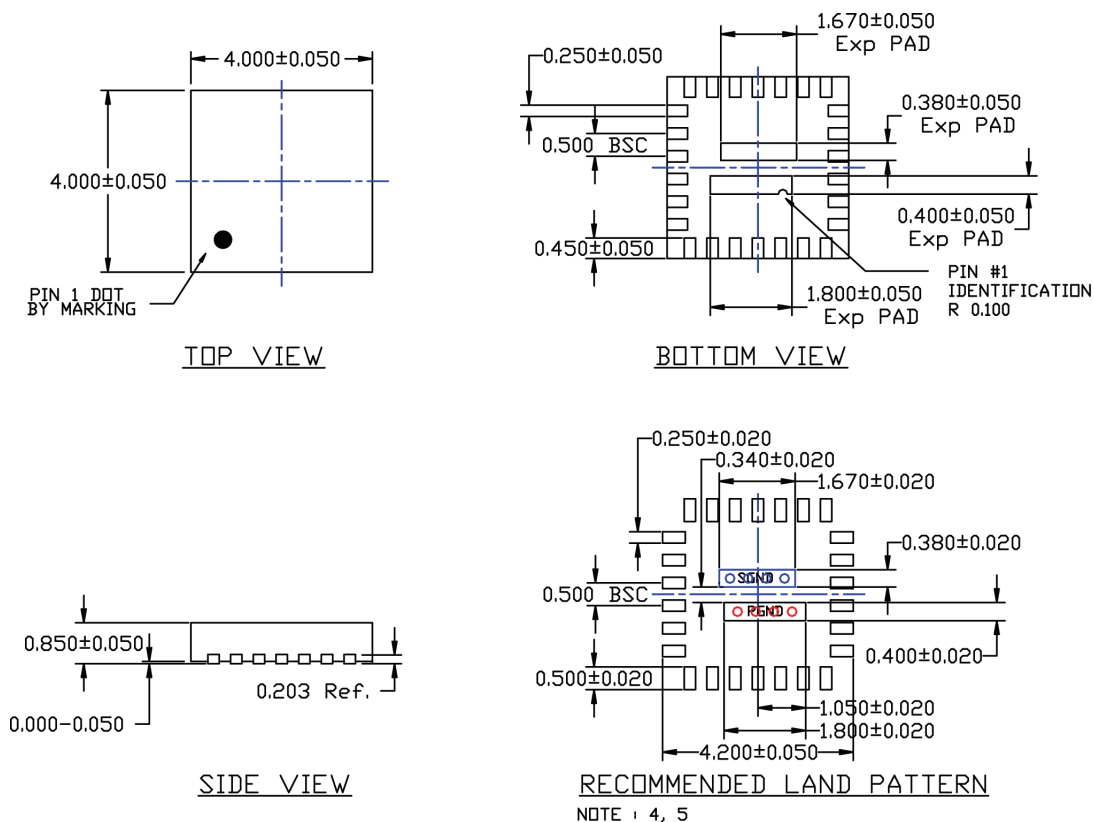 4.000±0.050
4.000±0.050
PIN 1 DOT
BY MARKING
TOP VIEW
1.670±0.050
Exp PAD
0.250±0.050
0.380±0.050
Exp PAD
0.500 BSC
0.400±0.050
Exp PAD
0.450±0.050
PIN #1
IDENTIFICATION
R 0.100
1.800±0.050
Exp PAD
BOTTOM VIEW
0.850±0.050
0.203 Ref.
0.000-0.050
SIDE VIEW
0.250±0.020
0.340±0.020
1.670±0.020
0.380±0.020
SGND
0.500 BSC
PGND
0.400±0.020
0.500±0.020
1.050±0.020
1.800±0.020
4.200±0.050
RECOMMENDED LAND PATTERN
NOTE : 4, 5